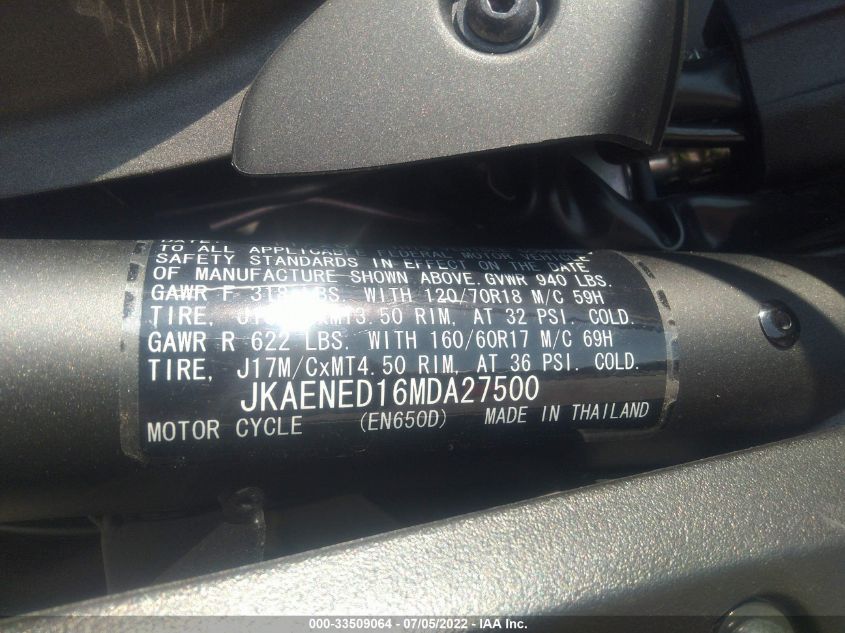 TO ALL APPLICABLE FEDERAL MOTOR VEHICLE
SAFETY STANDARDS IN EFFECT ON THE DATE
OF MANUFACTURE SHOWN ABOVE. GVWR 940 LBS.
GAWR F LBS. WITH 120/70R18 M/C 59H
TIRE, RIM, AT 32 PSI. COLD.
GAWR R 622 LBS. WITH 160/60R17 M/C 69H
TIRE, J17M/CxMT4.50 RIM, AT 36 PSI. COLD.
JKAENED16MDA27500
MOTOR CYCLE (EN650D) MADE IN THAILAND
000-33509064 - 07/05/2022 - IAA Inc.